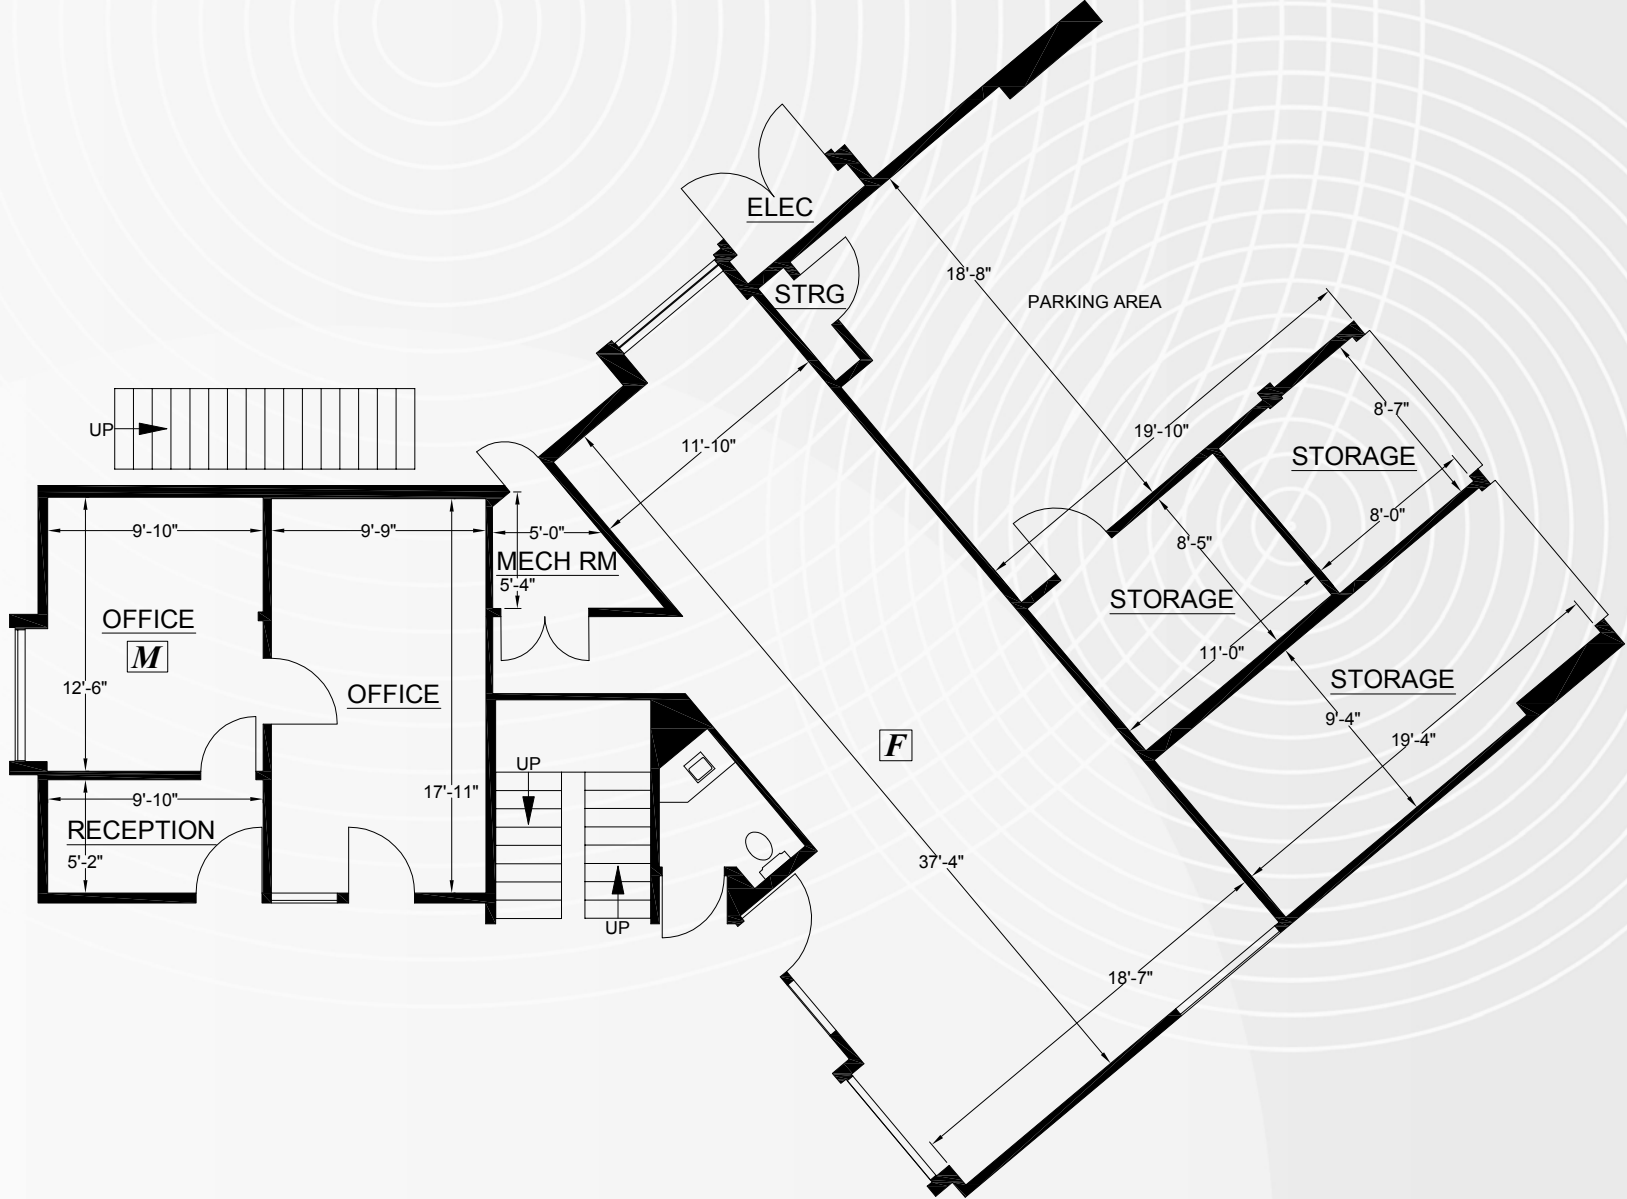 ELEC
STRG
18'-8"
PARKING AREA
19'-10"
8'-7"
STORAGE
8'-0"
11'-10"
UP
9'-10"
9'-9"
5'-0"
MECH RM
5'-4"
8'-5"
STORAGE
11'-0"
OFFICE
M
12'-6"
OFFICE
STORAGE
9'-4"
19'-4"
F
UP
17'-11"
9'-10"
RECEPTION
5'-2"
37'-4"
UP
18'-7"